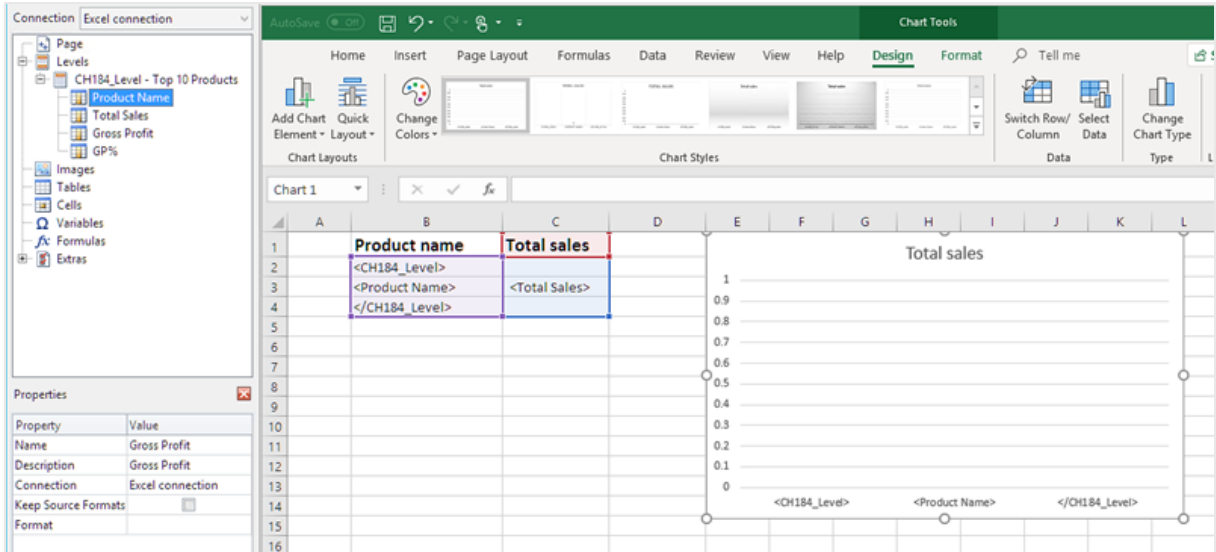 Connection Excel connection
Page
Levels
CH184_Level - Top 10 Products
Product Name
Total Sales
Gross Profit
GP%
Images
Tables
Cells
Variables
Formulas
Extras
Properties
Property Value
Name Gross Profit
Description Gross Profit
Connection Excel connection
Keep Source Formats
Format
AutoSave Off
Chart Tools
Home Insert Page Layout Formulas Data Review View Help Design Format Tell me
Add Chart Element
Quick Layout
Change Colors
Switch Row/ Column
Select Data
Change Chart Type
Chart Layouts Chart Styles Data Type
Chart 1 fx
A B C D E F G H I J K L
1 Product name Total sales
2 <CH184_Level>
3 <Product Name> <Total Sales>
4 </CH184_Level>
5
6
7
8
9
10
11
12
13
14
15
16
Total sales
1
0.9
0.8
0.7
0.6
0.5
0.4
0.3
0.2
0.1
0
<CH184_Level> <Product Name> </CH184_Level>